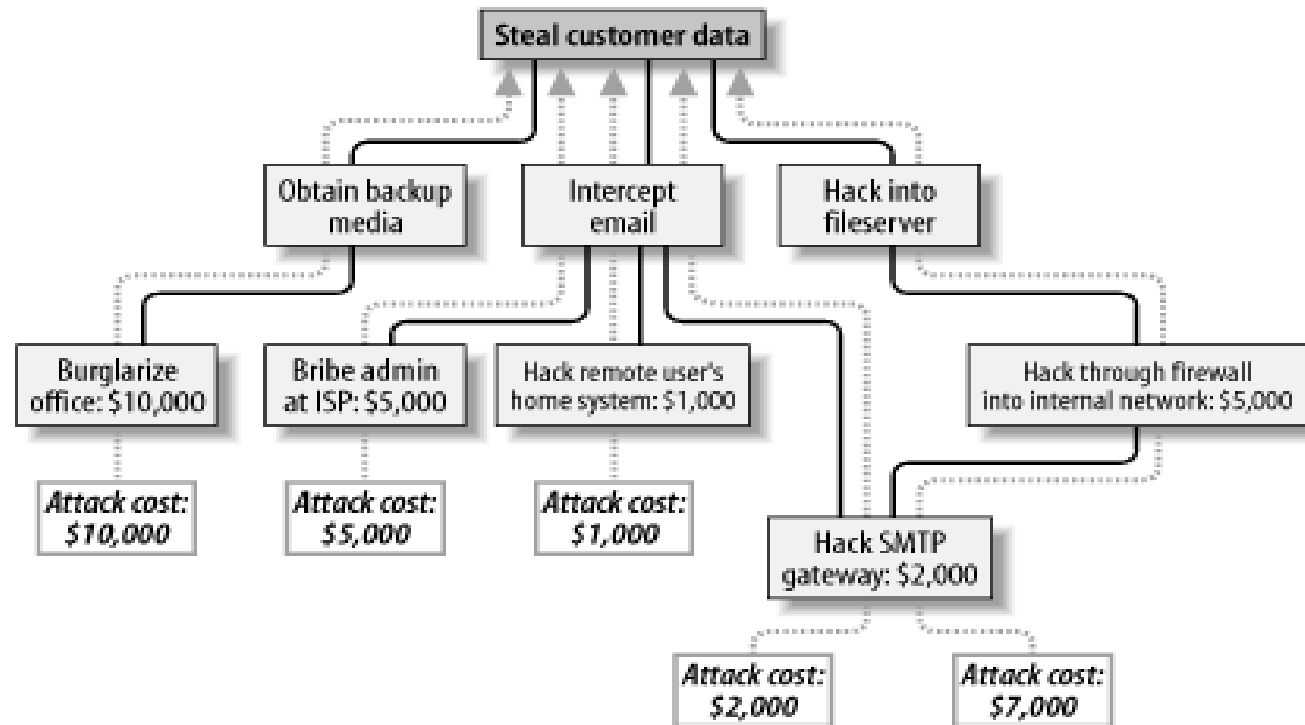 Steal customer data
Obtain backup
media
Intercept
email
Hack into
fileserver
Burglarize
office: $10,000
Bribe admin
at ISP: $5,000
Hack remote user's
home system: $1,000
Hack through firewall
into internal network: $5,000
Attack cost:
$10,000
Attack cost:
$5,000
Attack cost:
$1,000
Hack SMTP
gateway: $2,000
Attack cost:
$2,000
Attack cost:
$7,000